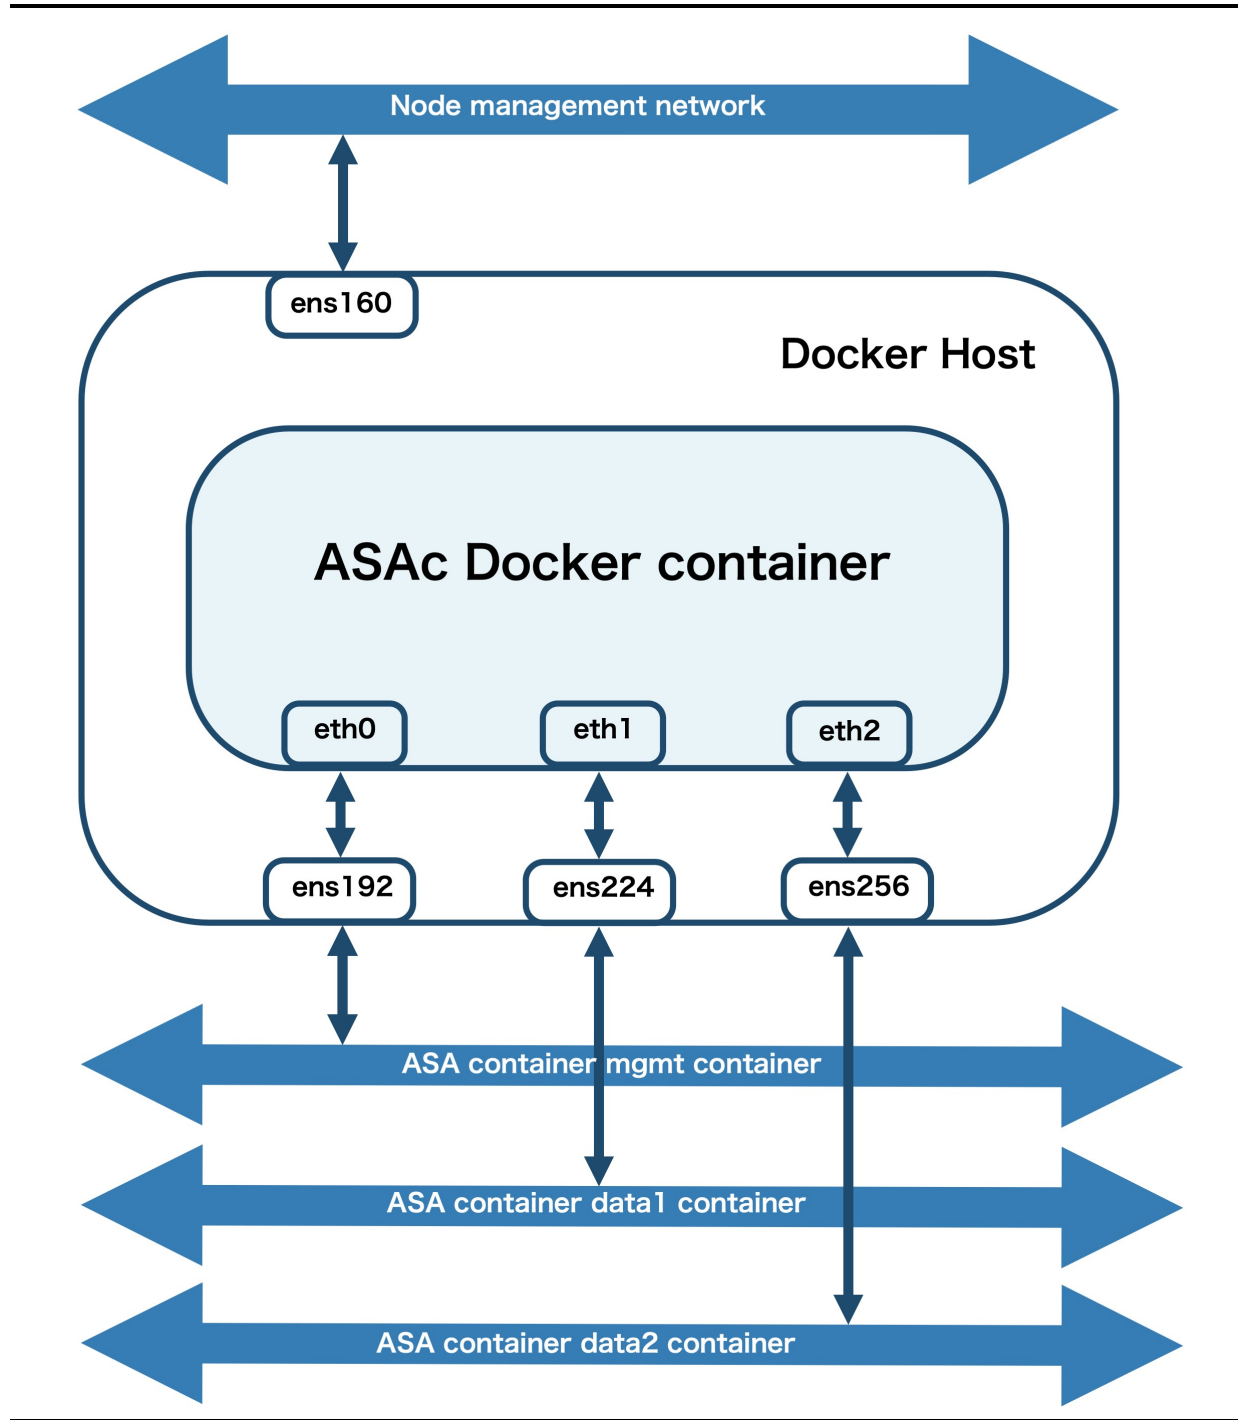 Node management network
ens160
Docker Host
ASAc Docker container
eth0
eth1
eth2
ens192
ens224
ens256
ASA container mgmt container
ASA container data1 container
ASA container data2 container